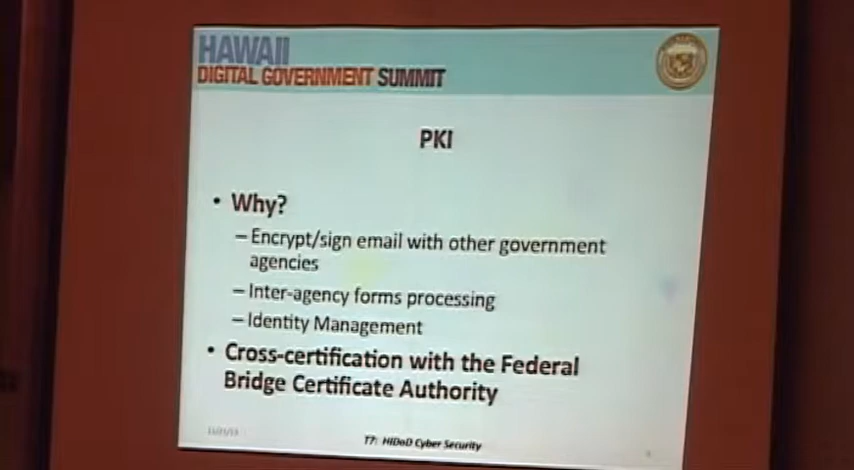 HAWAII
DIGITAL GOVERNMENT SUMMIT
PKI
• Why?
– Encrypt/sign email with other government
agencies
– Inter-agency forms processing
– Identity Management
• Cross-certification with the Federal
Bridge Certificate Authority
T7: HIDoD Cyber Security